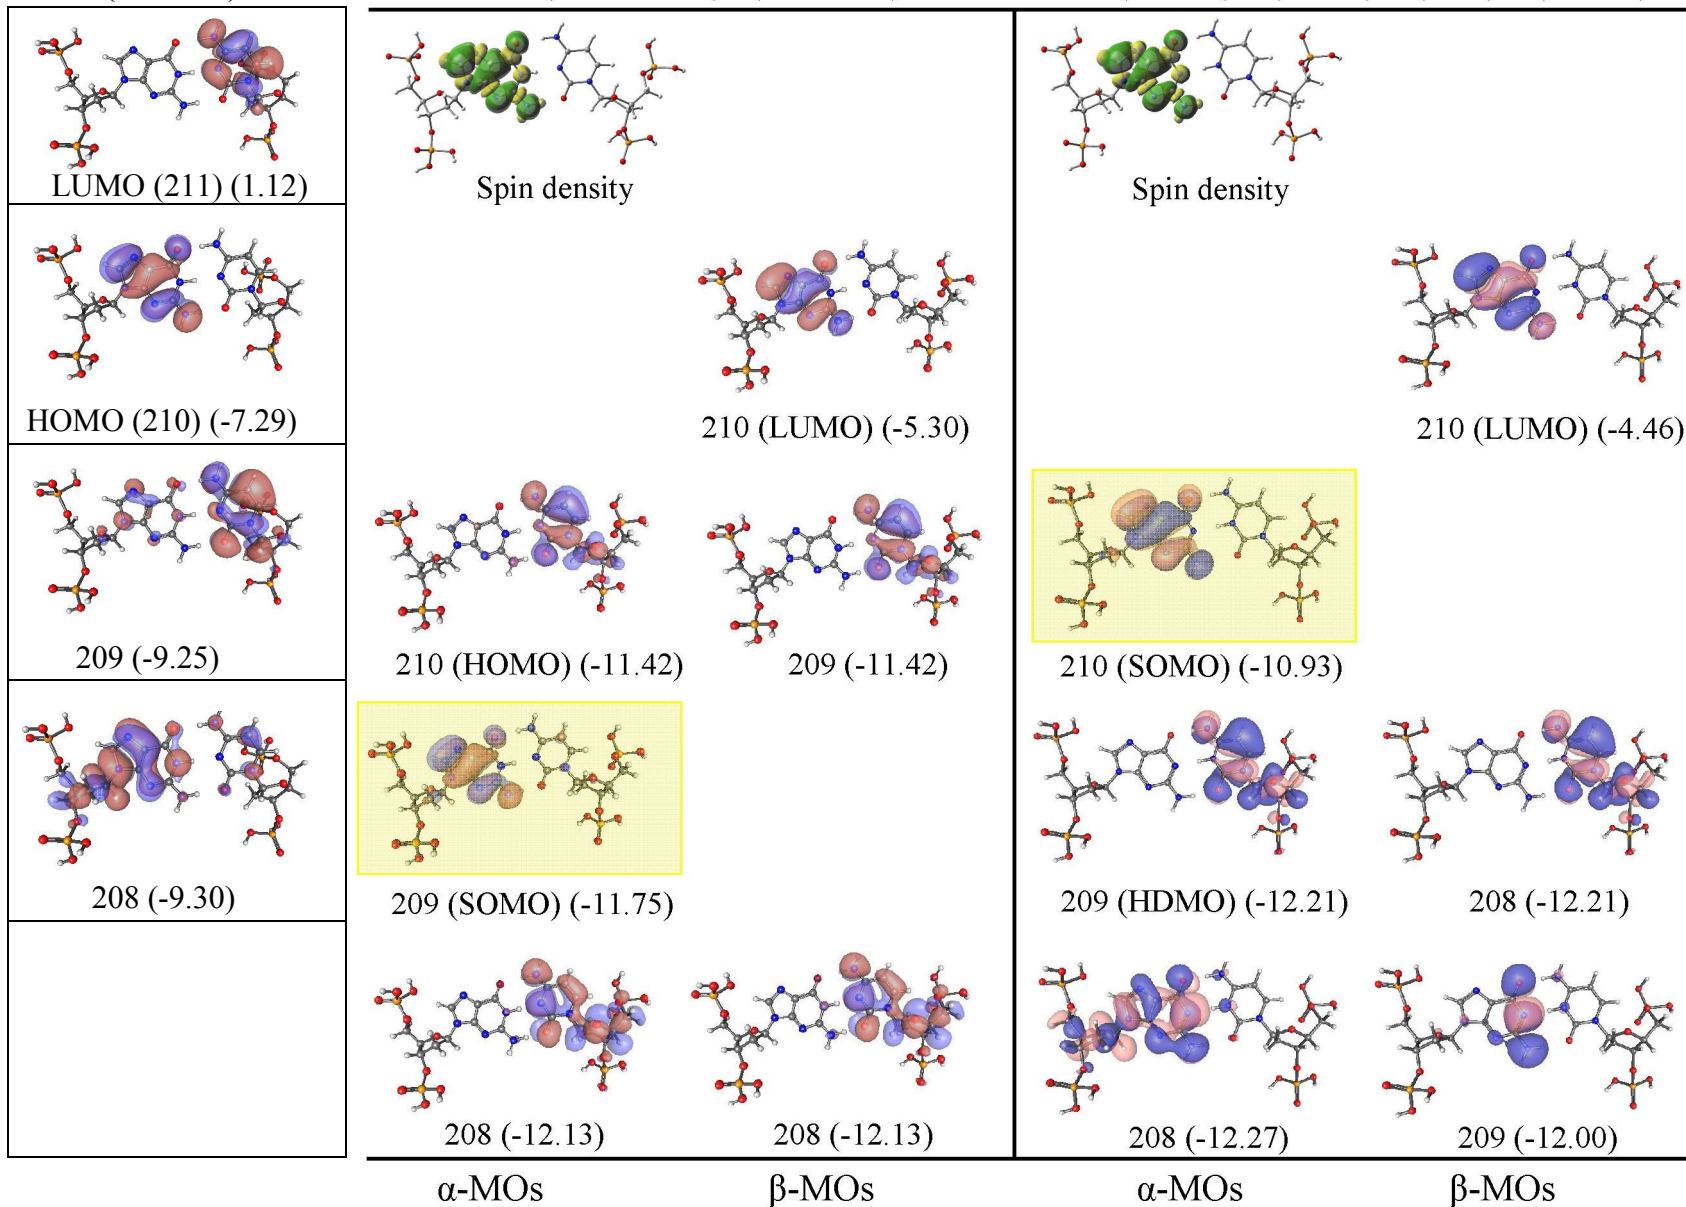 LUMO (211) (1.12)
Spin density
Spin density
HOMO (210) (-7.29)
210 (LUMO) (-5.30)
210 (LUMO) (-4.46)
209 (-9.25)
210 (HOMO) (-11.42)
209 (-11.42)
210 (SOMO) (-10.93)
208 (-9.30)
209 (SOMO) (-11.75)
209 (HDMO) (-12.21)
208 (-12.21)
208 (-12.13)
208 (-12.13)
208 (-12.27)
209 (-12.00)
α-MOs
β-MOs
α-MOs
β-MOs